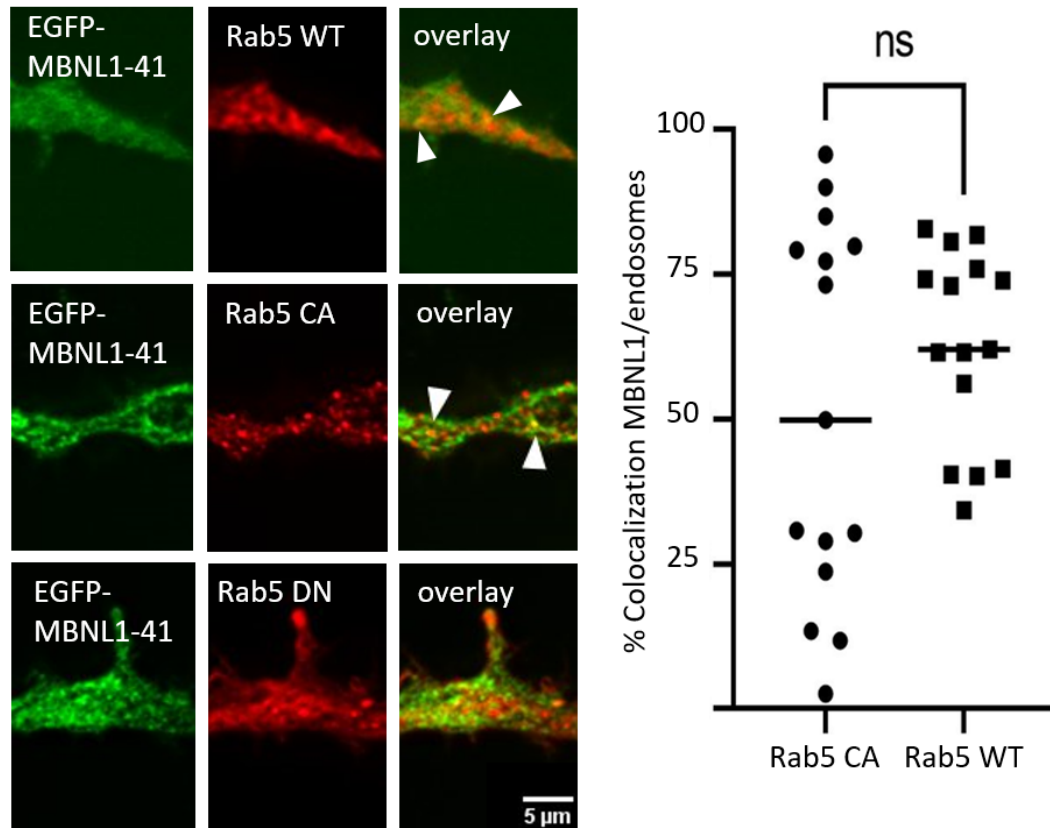 EGFP-
MBNL1-41
Rab5 WT
overlay
EGFP-
MBNL1-41
Rab5 CA
overlay
EGFP-
MBNL1-41
Rab5 DN
overlay
5 µm
ns
% Colocalization MBNL1/endosomes
100
75
50
25
Rab5 CA
Rab5 WT